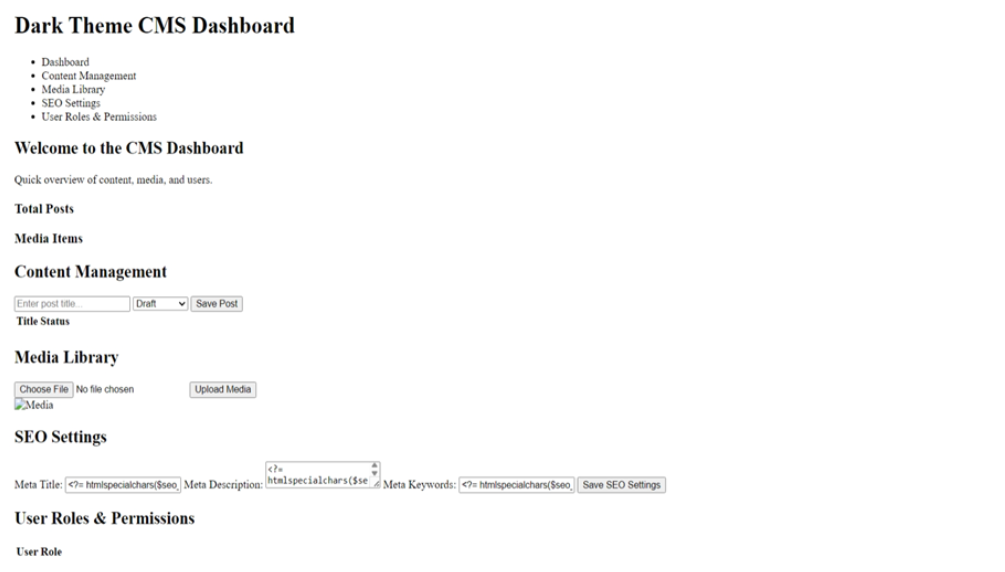 Dark Theme CMS Dashboard
Dashboard
Content Management
Media Library
SEO Settings
User Roles & Permissions
Welcome to the CMS Dashboard
Quick overview of content, media, and users.
Total Posts
Media Items
Content Management
Enter post title... Draft Save Post
Title Status
Media Library
Choose File No file chosen Upload Media
Media
SEO Settings
<?=
Meta Title: <?= htmlspecialchars($seo_ Meta Description: htmlspecialchars($se Meta Keywords: <?= htmlspecialchars($seo_ Save SEO Settings
User Roles & Permissions
User Role